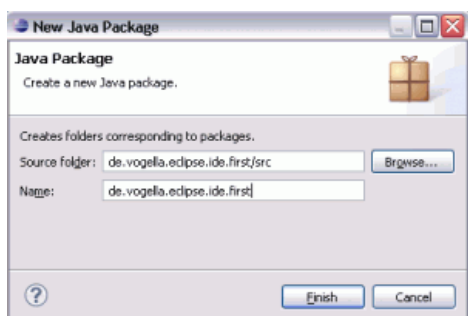 New Java Package
Java Package
Create a new Java package.
Creates folders corresponding to packages.
Source folder: de.vogella.eclipse.ide.first/src Browse...
Name: de.vogella.eclipse.ide.first
? Finish Cancel